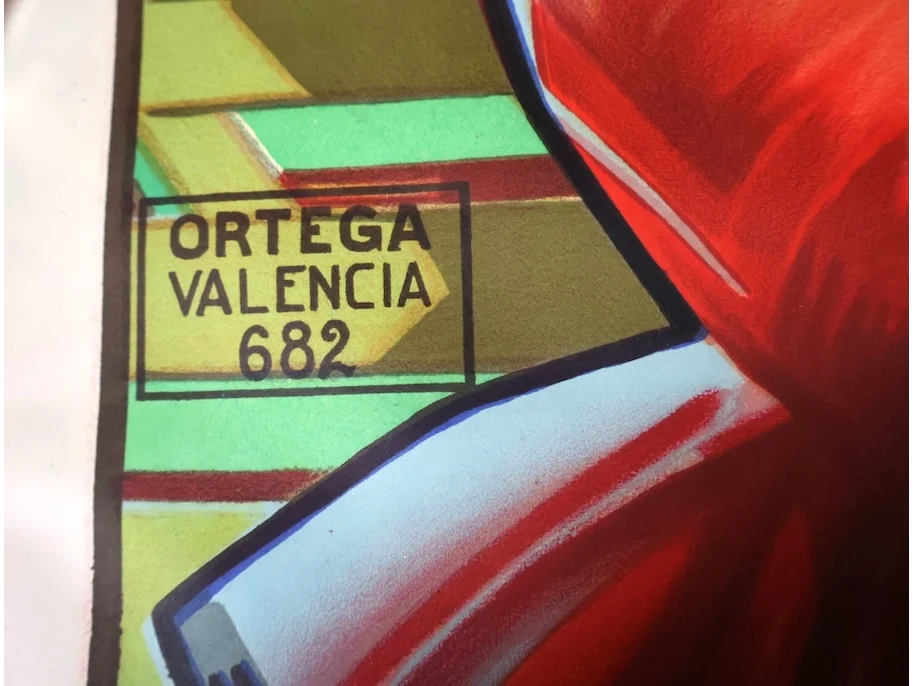 ORTEGA
VALENCIA
682